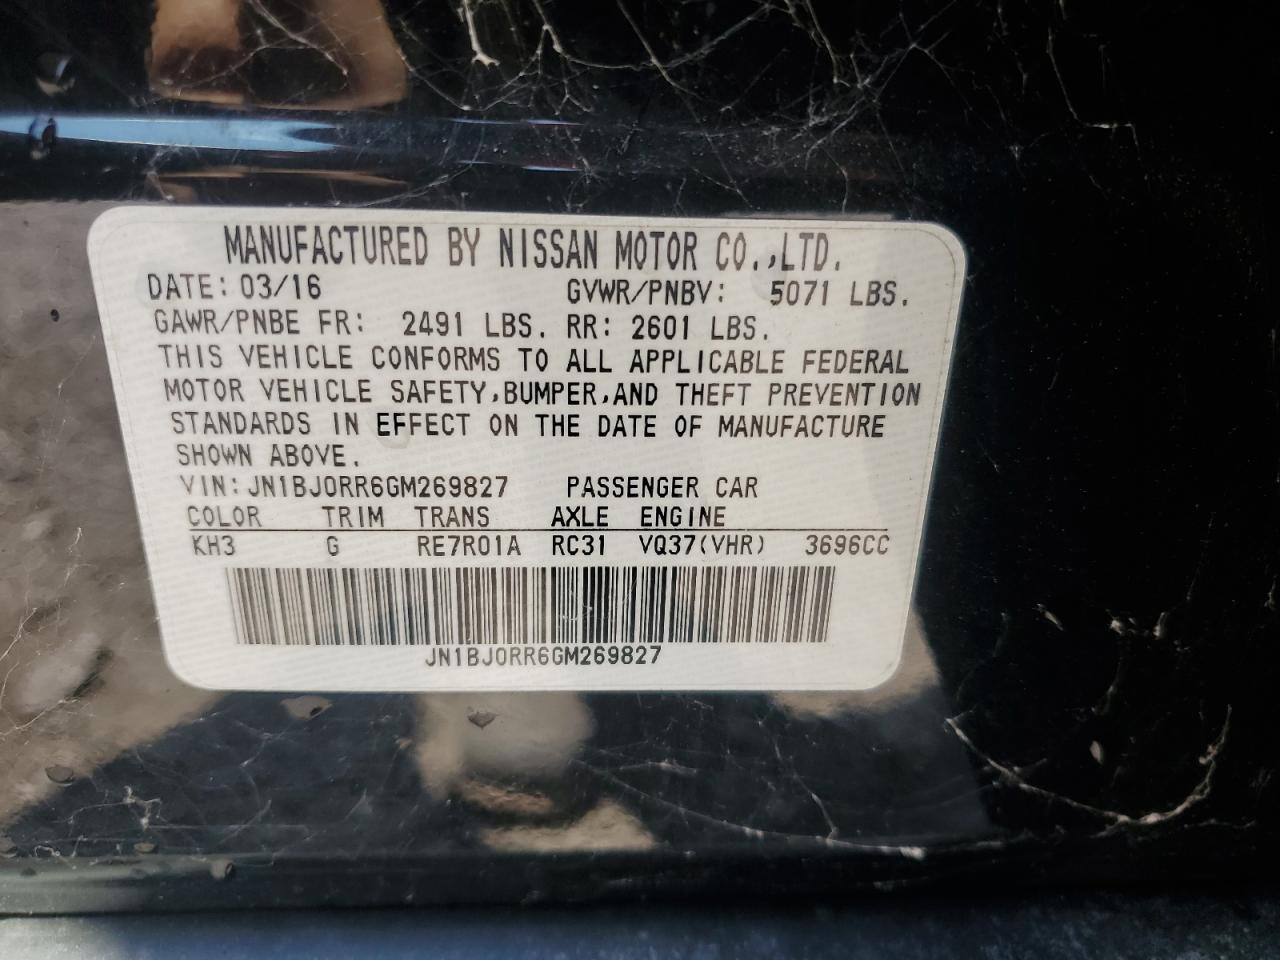 MANUFACTURED BY NISSAN MOTOR CO.,LTD.
DATE: 03/16 GVWR/PNBV: 5071 LBS.
GAWR/PNBE FR: 2491 LBS. RR: 2601 LBS.
THIS VEHICLE CONFORMS TO ALL APPLICABLE FEDERAL
MOTOR VEHICLE SAFETY,BUMPER,AND THEFT PREVENTION
STANDARDS IN EFFECT ON THE DATE OF MANUFACTURE
SHOWN ABOVE.
VIN: JN1BJ0RR6GM269827 PASSENGER CAR
COLOR TRIM TRANS AXLE ENGINE
KH3 G RE7R01A RC31 VQ37(VHR) 3696CC
JN1BJ0RR6GM269827